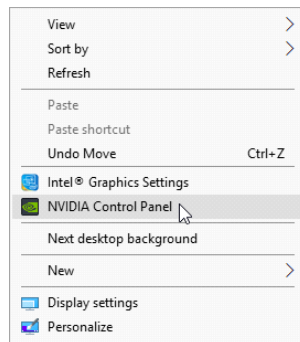 View
Sort by
Refresh
Paste
Paste shortcut
Undo Move Ctrl+Z
Intel® Graphics Settings
NVIDIA Control Panel
Next desktop background
New
Display settings
Personalize